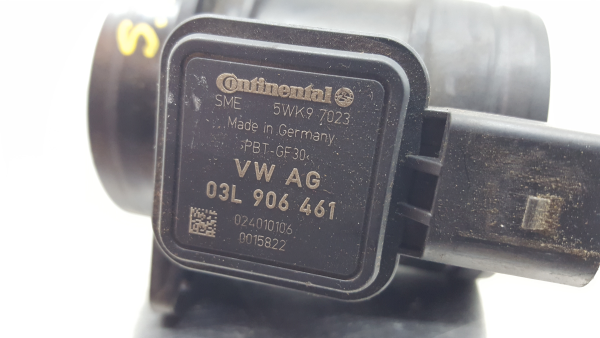 Continental
SME 5WK9 7023
Made in Germany
>PBT-GF30<
VW AG
03L 906 461
024010106
0015822